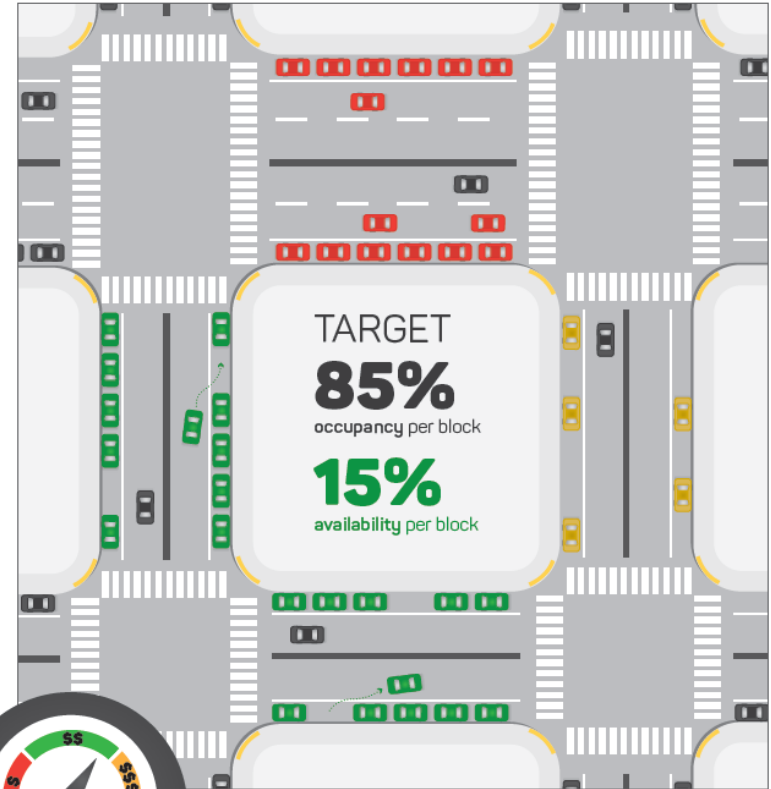 TARGET
85%
occupancy per block
15%
availability per block
$$
$
$$$